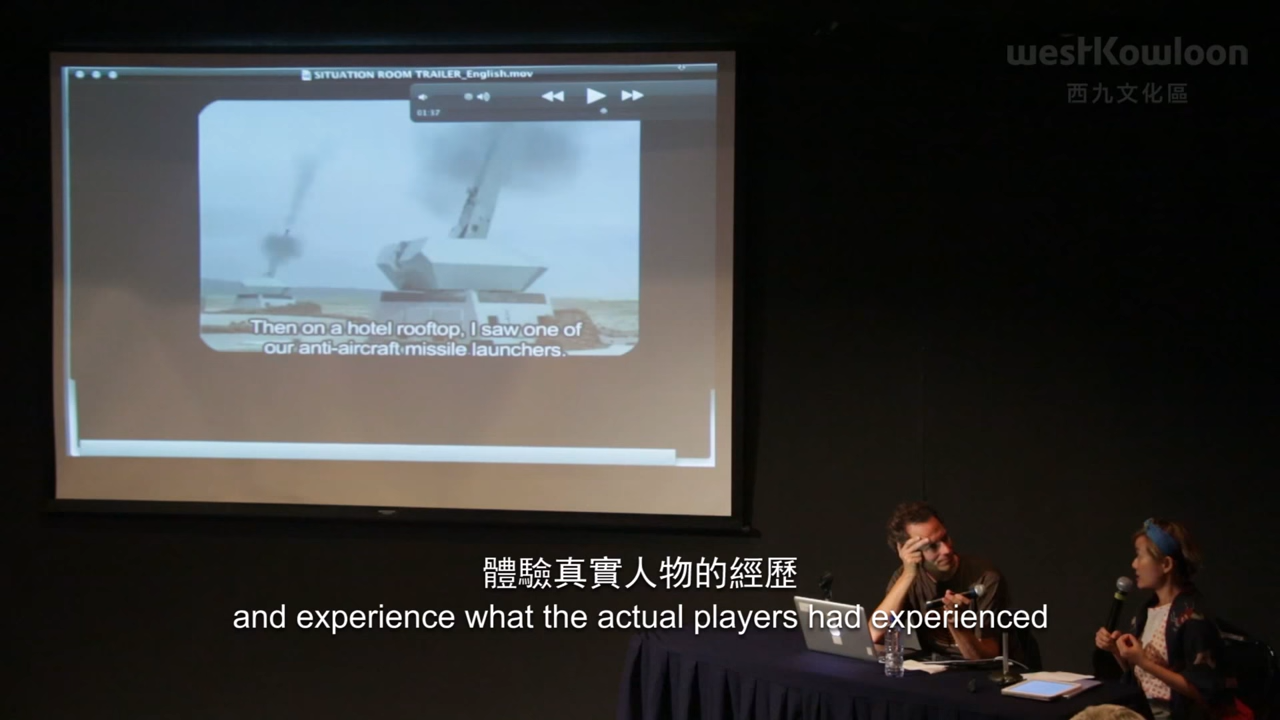 SITUATION ROOM TRAILER_English.mov
01:37
Then on a hotel rooftop, I saw one of
our anti-aircraft missile launchers.
westKowloon
西九文化區
體驗真實人物的經歷
and experience what the actual players had experienced